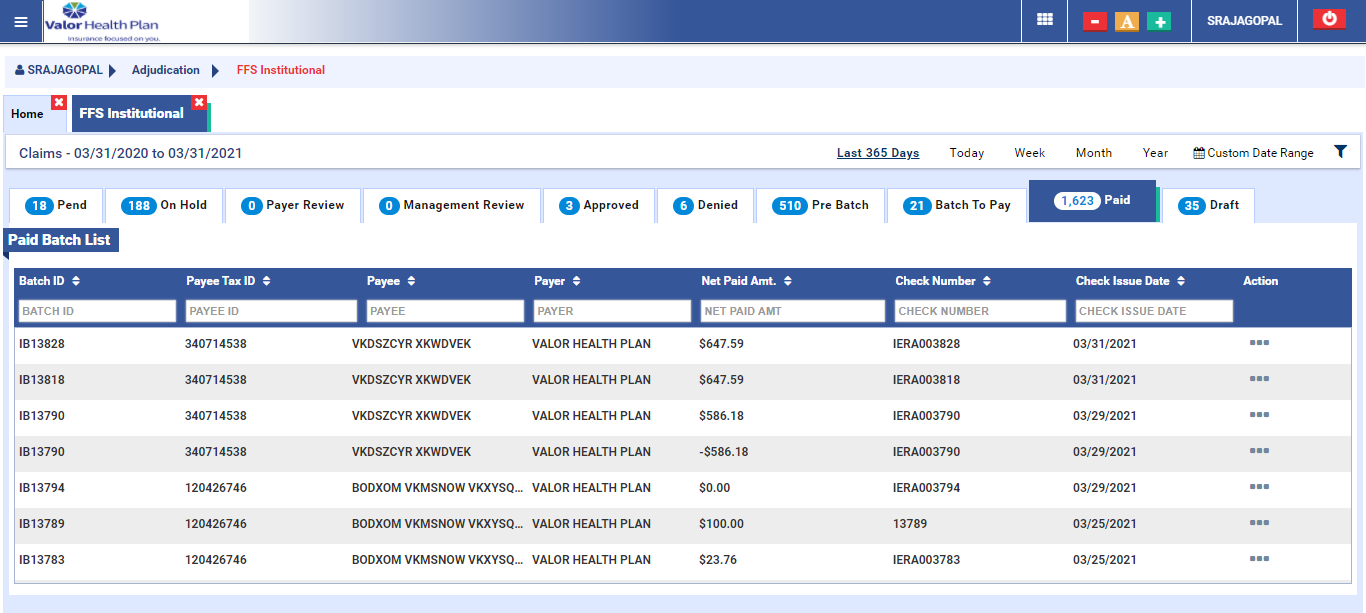 Valor Health Plan
Insurance focused on you.
A
SRAJAGOPAL
SRAJAGOPAL Adjudication FFS Institutional
Home FFS Institutional
Claims - 03/31/2020 to 03/31/2021 Last 365 Days Today Week Month Year Custom Date Range
18 Pend 188 On Hold 0 Payer Review 0 Management Review 3 Approved 6 Denied 510 Pre Batch 21 Batch To Pay 1,623 Paid 35 Draft
Paid Batch List
Batch ID Payee Tax ID Payee Payer Net Paid Amt. Check Number Check Issue Date Action
BATCH ID PAYEE ID PAYEE PAYER NET PAID AMT CHECK NUMBER CHECK ISSUE DATE
IB13828 340714538 VKDSZCYR XKWDVEK VALOR HEALTH PLAN $647.59 IERA003828 03/31/2021
IB13818 340714538 VKDSZCYR XKWDVEK VALOR HEALTH PLAN $647.59 IERA003818 03/31/2021
IB13790 340714538 VKDSZCYR XKWDVEK VALOR HEALTH PLAN $586.18 IERA003790 03/29/2021
IB13790 340714538 VKDSZCYR XKWDVEK VALOR HEALTH PLAN -$586.18 IERA003790 03/29/2021
IB13794 120426746 BODXOM VKMSNOW VKXYSQ... VALOR HEALTH PLAN $0.00 IERA003794 03/29/2021
IB13789 120426746 BODXOM VKMSNOW VKXYSQ... VALOR HEALTH PLAN $100.00 13789 03/25/2021
IB13783 120426746 BODXOM VKMSNOW VKXYSQ... VALOR HEALTH PLAN $23.76 IERA003783 03/25/2021